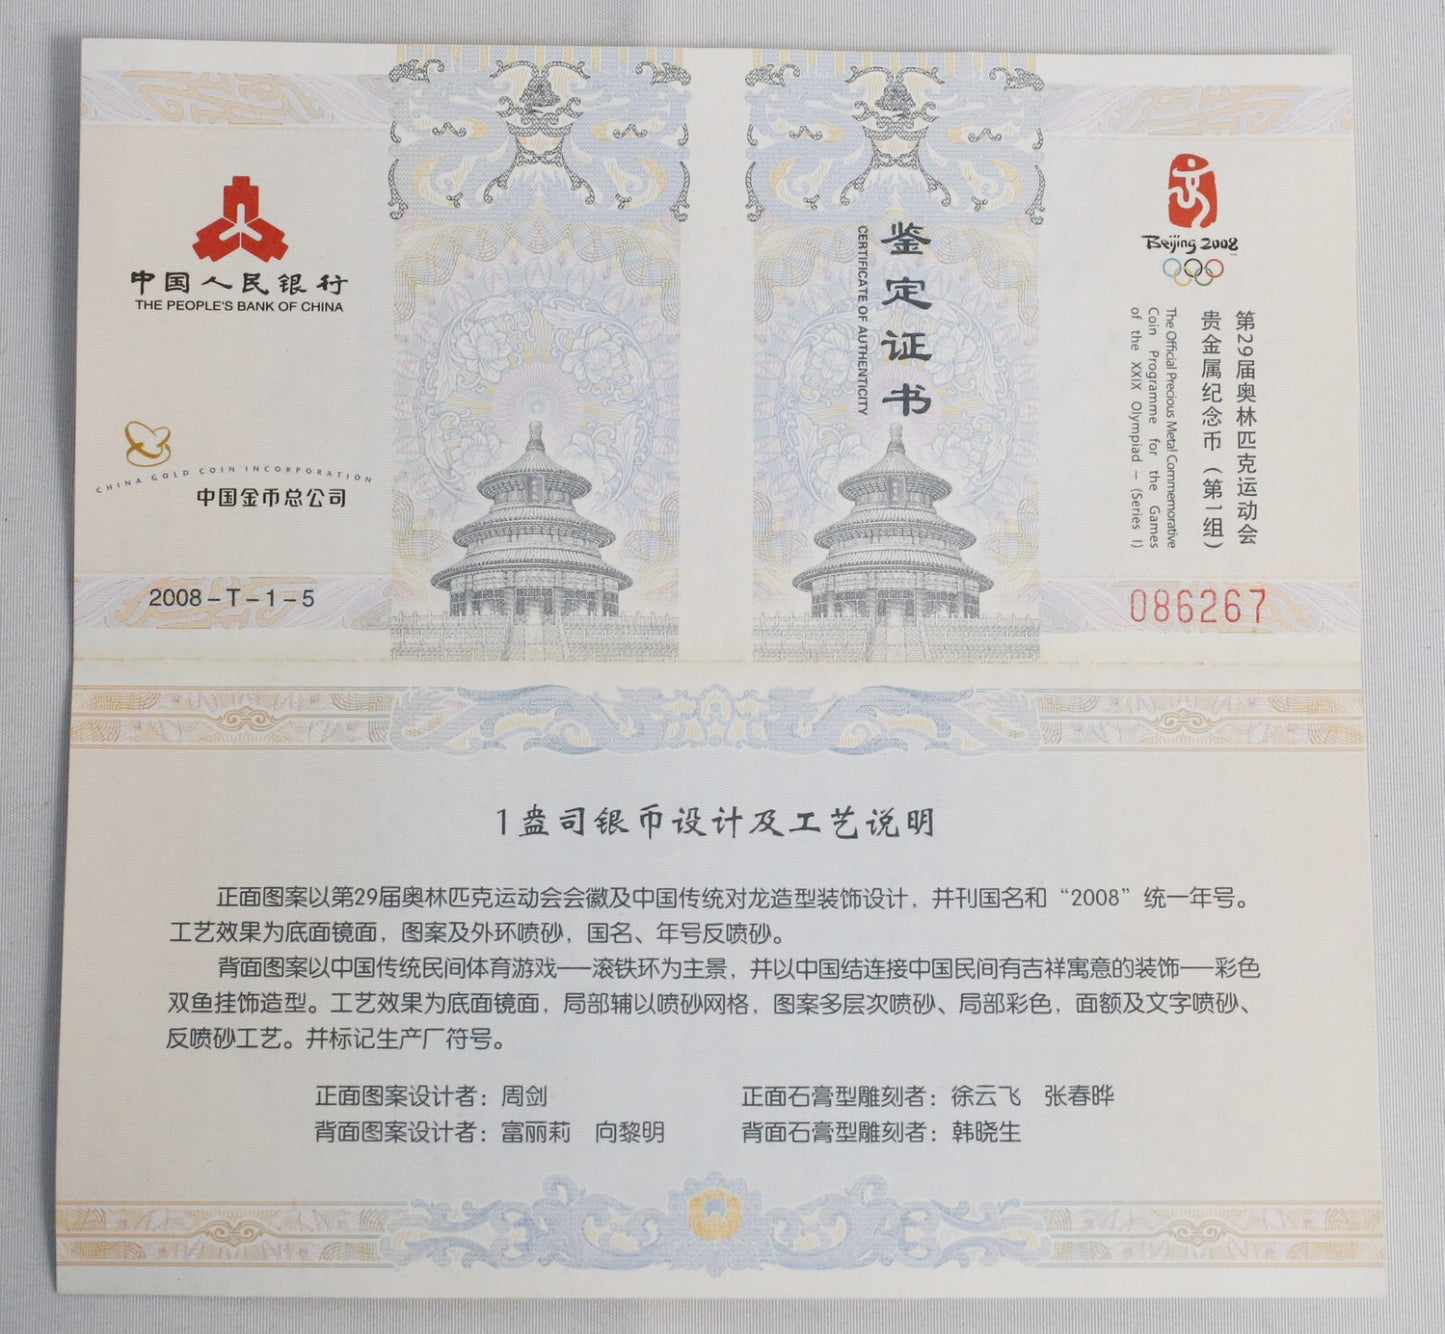 中国人民银行
THE PEOPLE'S BANK OF CHINA
CHINA GOLD COIN INCORPORATION
中国金币总公司
2008-T-1-5
鉴定证书
CERTIFICATE OF AUTHENTICITY
Beijing 2008
第29届奥林匹克运动会
贵金属纪念币（第1组）
The Official Precious Metal Commemorative
Coin Programme for the Games
of the XXIX Olympiad － (Series I)
086267
1盎司银币设计及工艺说明
正面图案以第29届奥林匹克运动会会徽及中国传统对龙造型装饰设计，并刊国名和“2008”统一年号。
工艺效果为底面镜面，图案及外环喷砂，国名、年号反喷砂。
背面图案以中国传统民间体育游戏——滚铁环为主景，并以中国结连接中国民间有吉祥寓意的装饰——彩色
双鱼挂饰造型。工艺效果为底面镜面，局部辅以喷砂网格，图案多层次喷砂、局部彩色，面额及文字喷砂、
反喷砂工艺。并标记生产厂符号。
正面图案设计者：周剑 正面石膏型雕刻者：徐云飞 张春晔
背面图案设计者：富丽莉 向黎明 背面石膏型雕刻者：韩晓生